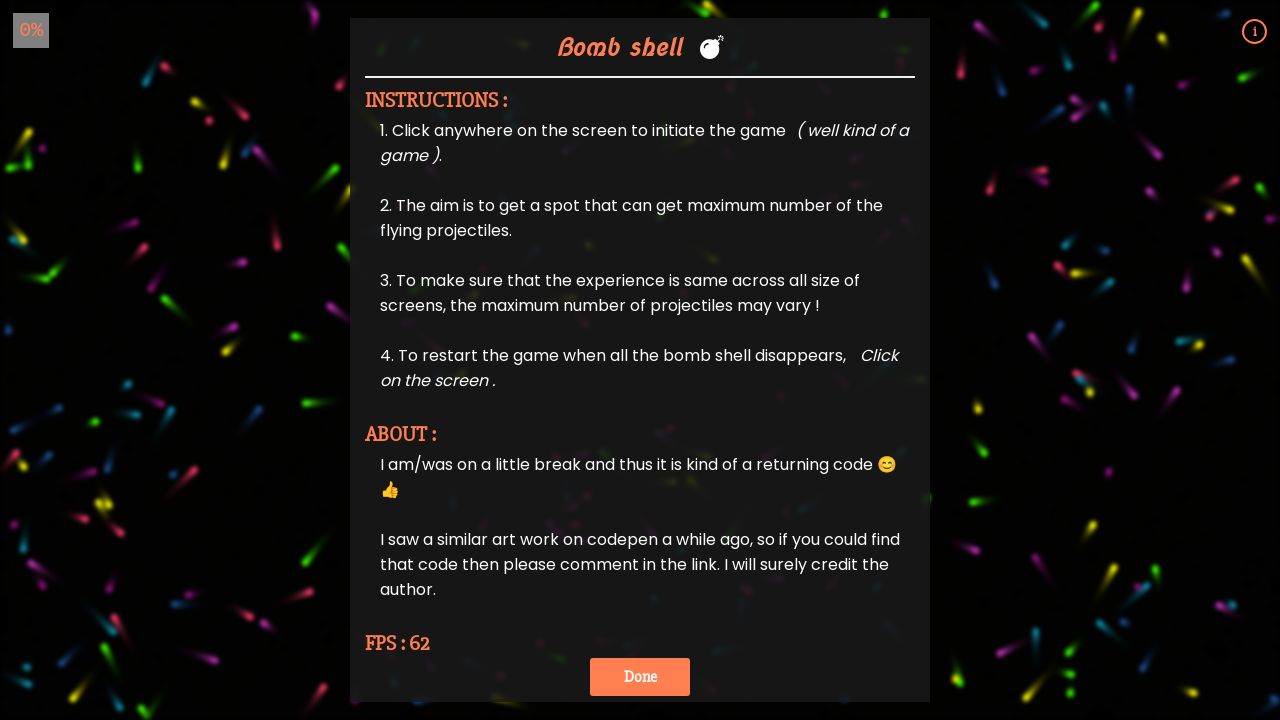 0%
i
Bomb shell 💣
INSTRUCTIONS :
1. Click anywhere on the screen to initiate the game ( well kind of a
game ).
2. The aim is to get a spot that can get maximum number of the
flying projectiles.
3. To make sure that the experience is same across all size of
screens, the maximum number of projectiles may vary !
4. To restart the game when all the bomb shell disappears, Click
on the screen .
ABOUT :
I am/was on a little break and thus it is kind of a returning code 😊
👍
I saw a similar art work on codepen a while ago, so if you could find
that code then please comment in the link. I will surely credit the
author.
FPS : 62
Done